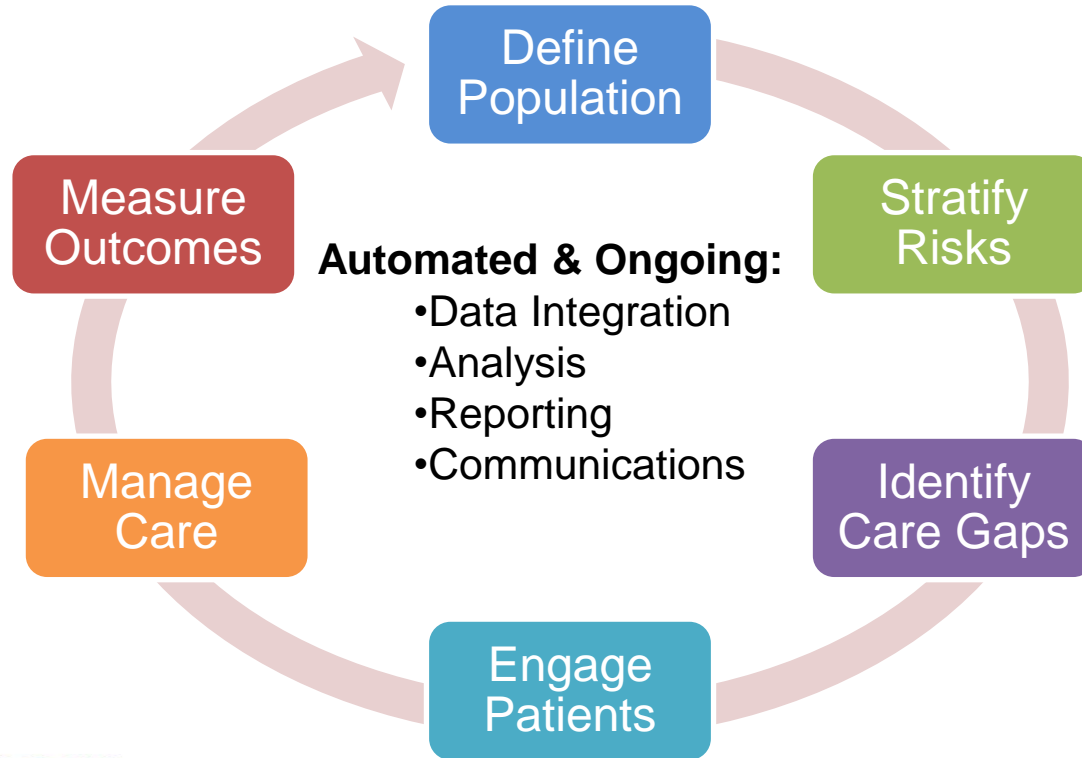 Define
Population
Stratify
Risks
Identify
Care Gaps
Engage
Patients
Manage
Care
Measure
Outcomes
Automated & Ongoing:
•Data Integration
•Analysis
•Reporting
•Communications